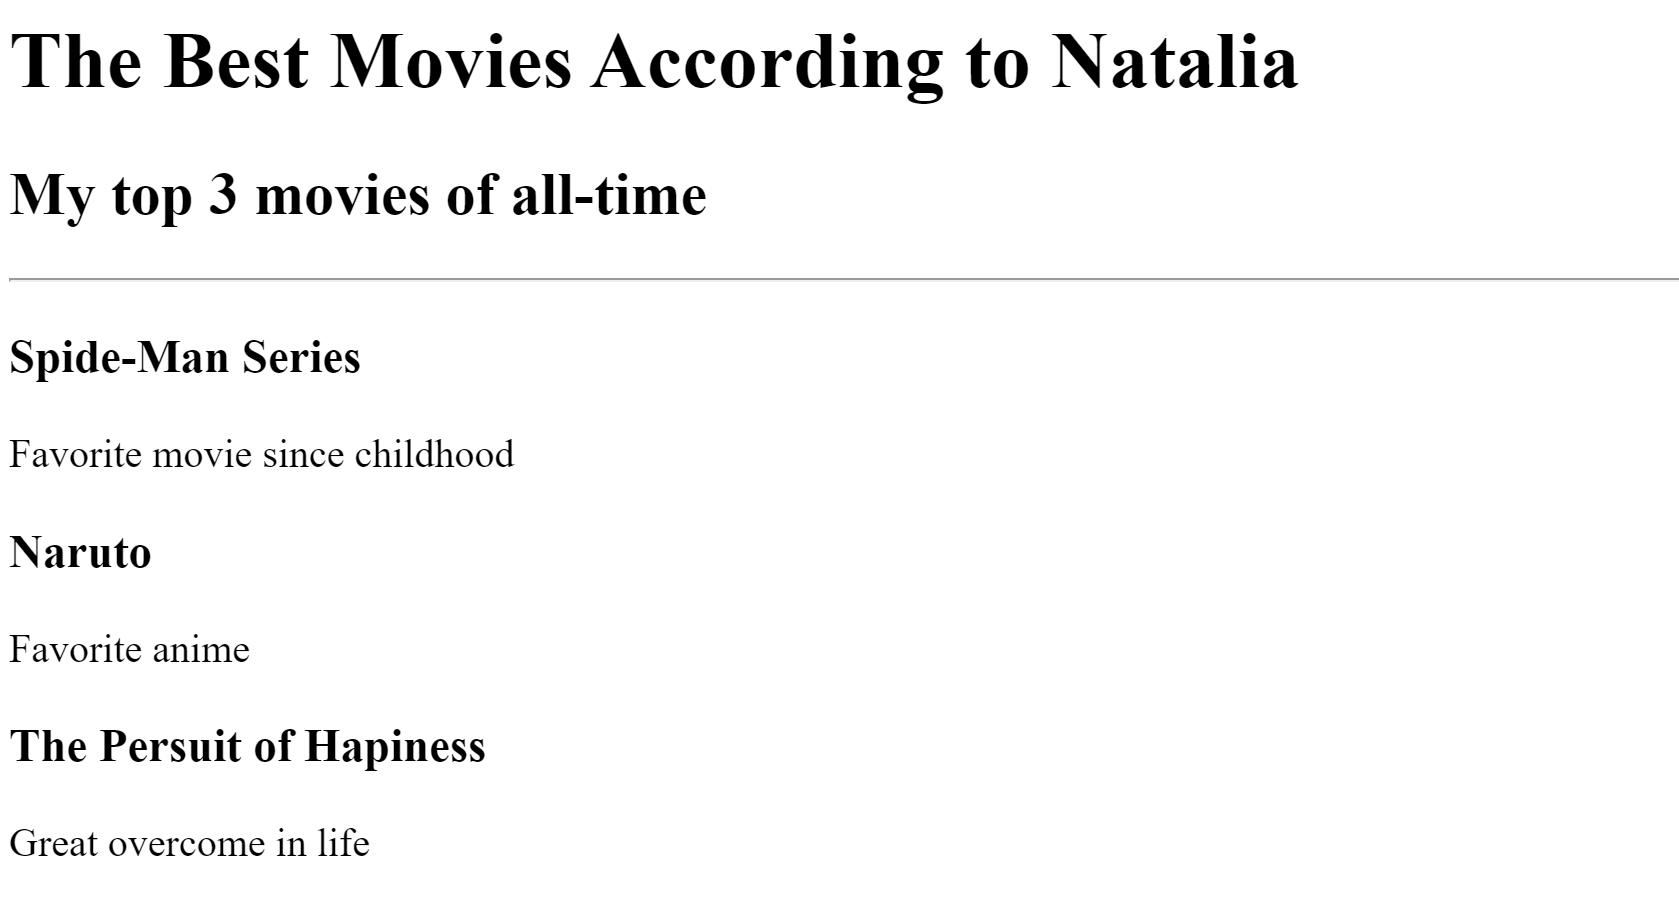 The Best Movies According to Natalia
My top 3 movies of all-time
Spide-Man Series
Favorite movie since childhood
Naruto
Favorite anime
The Persuit of Hapiness
Great overcome in life